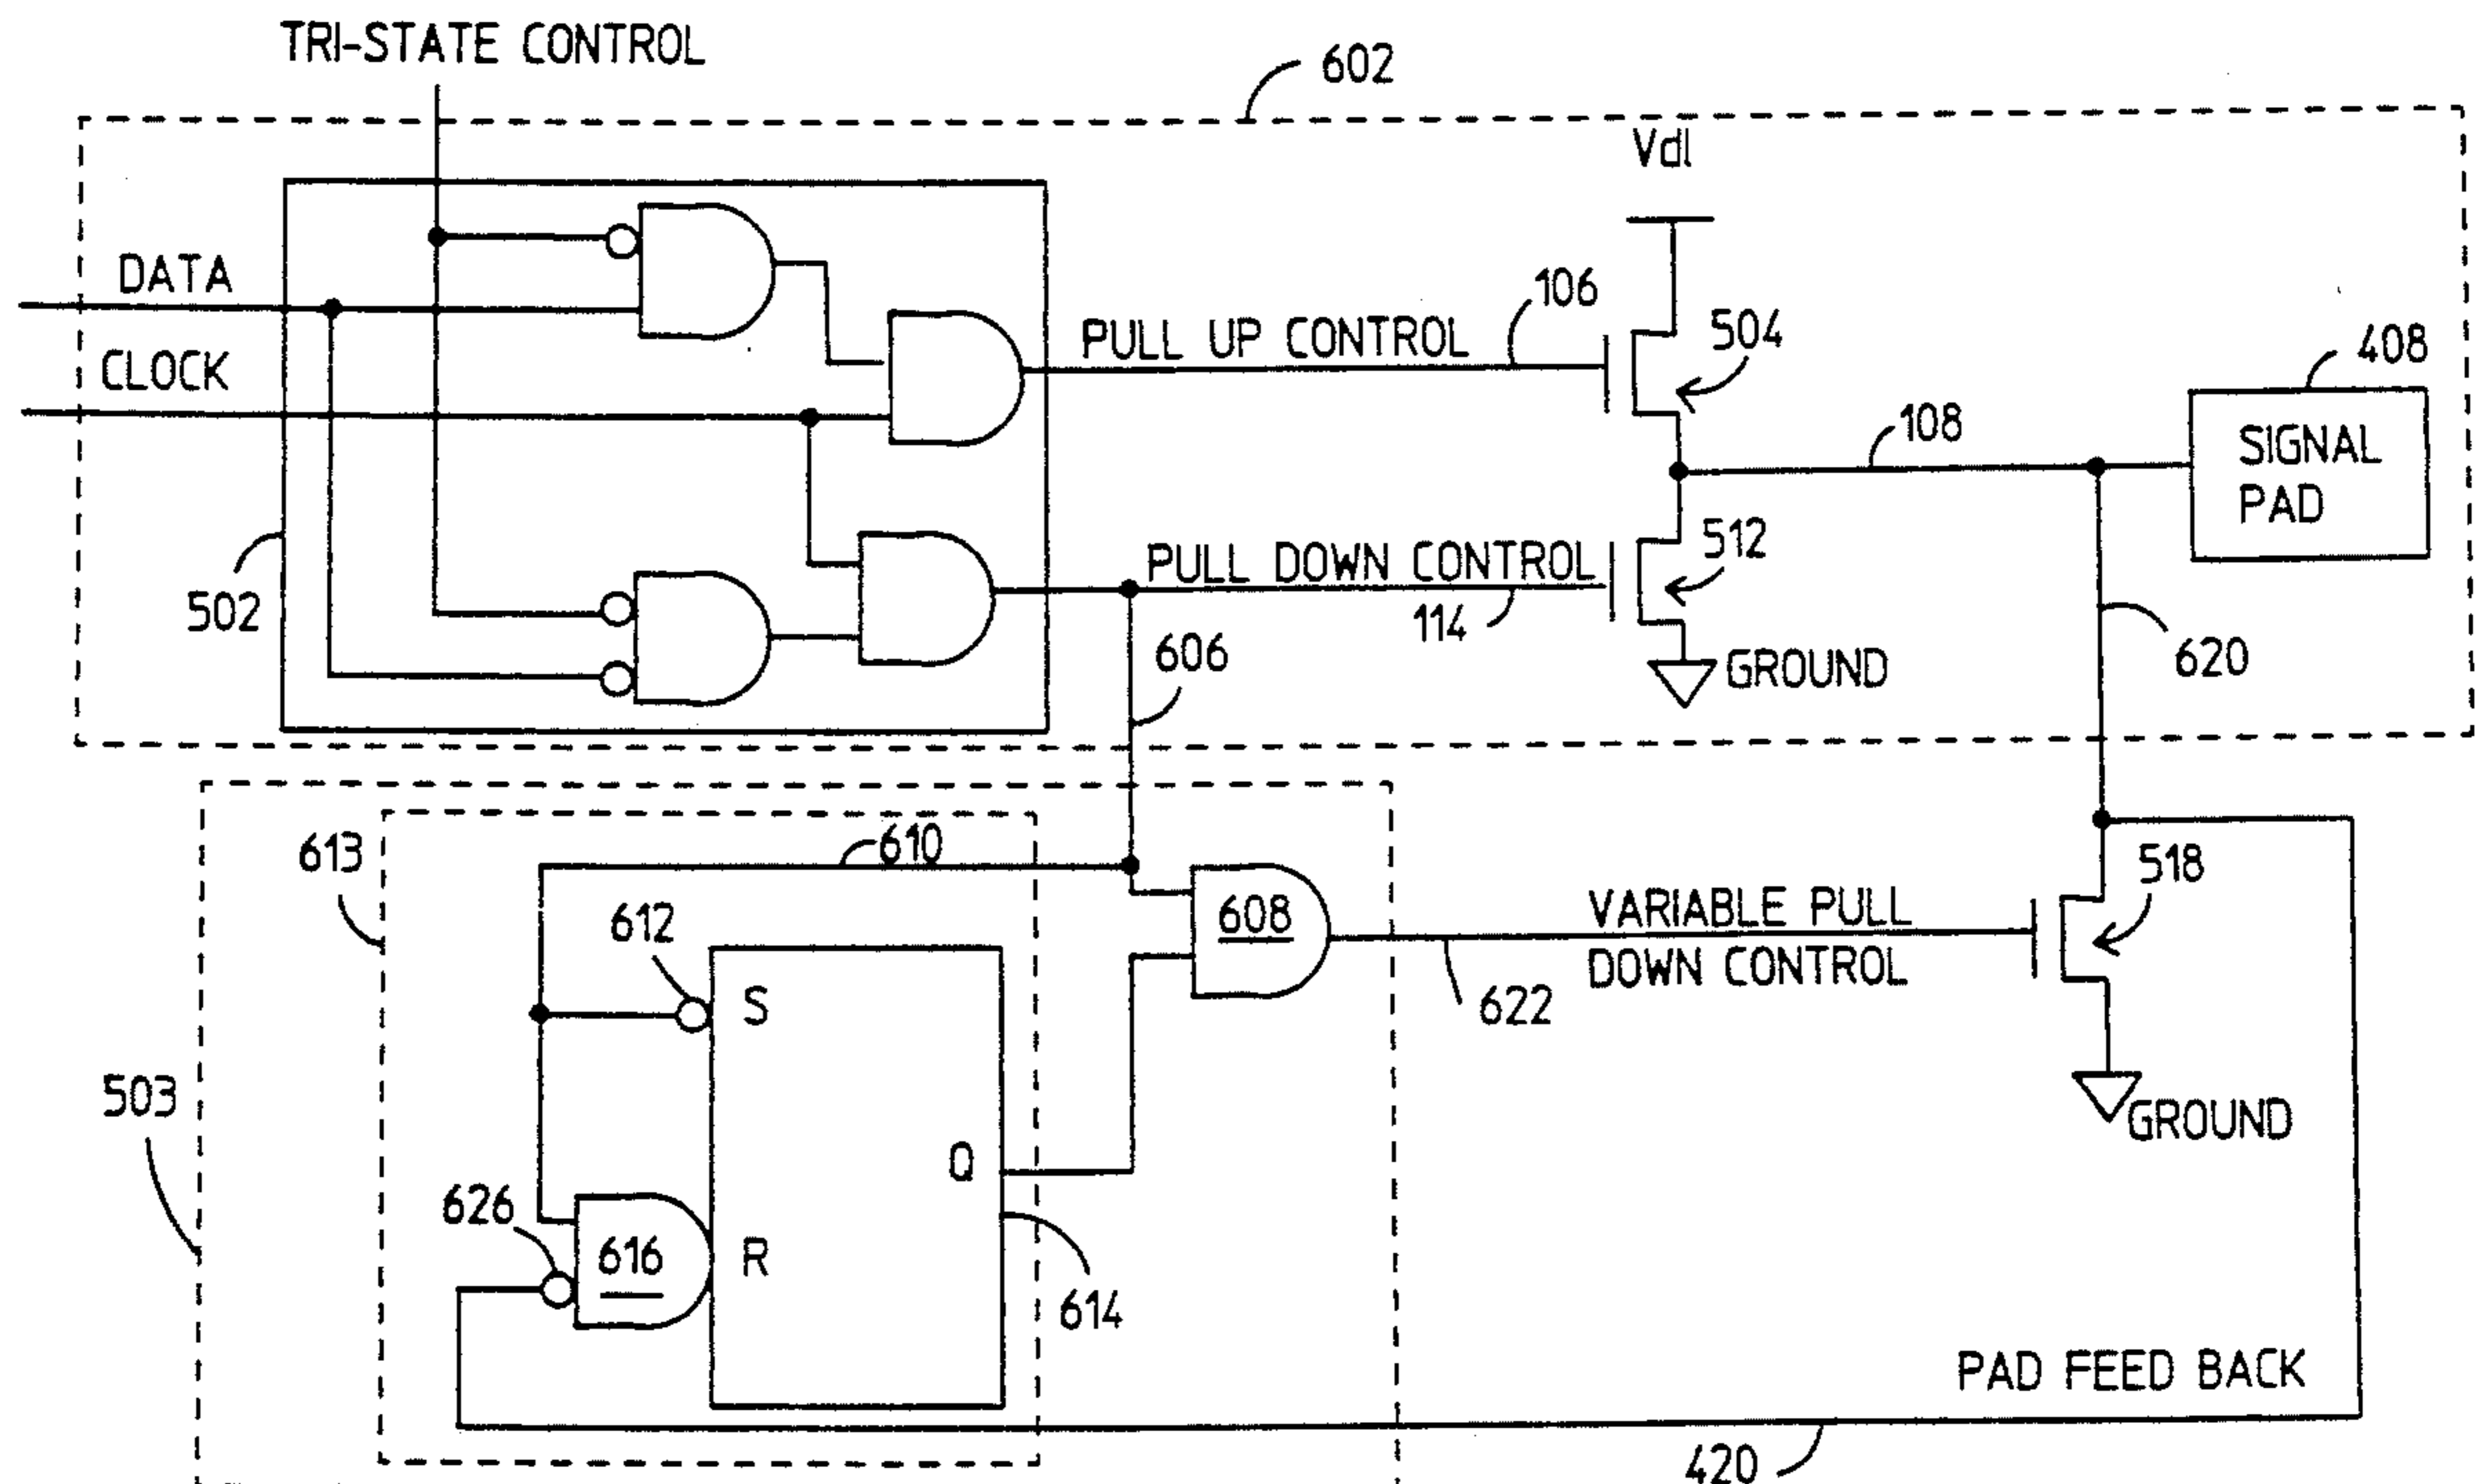 TRI-STATE CONTROL
602
Vdl
DATA
CLOCK
PULL UP CONTROL
106
504
408
SIGNAL
PAD
108
502
PULL DOWN CONTROL
114
512
GROUND
606
620
613
610
612
S
608
VARIABLE PULL
DOWN CONTROL
622
518
GROUND
503
Q
626
616
R
614
PAD FEED BACK
420